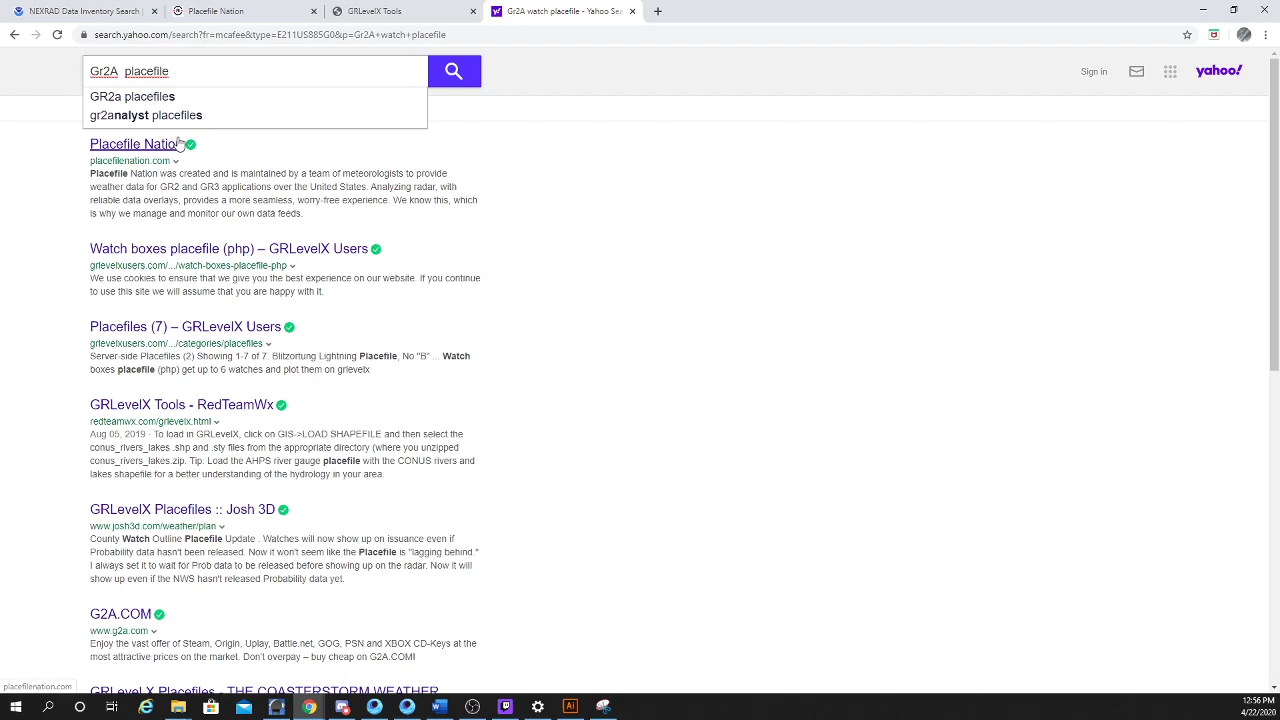 NEXRAD Data Inventory Search |
Placefile Nation
GRLevelX Tools
Gr2A watch placefile - Yahoo Sea
search.yahoo.com/search?fr=mcafee&type=E211US885G0&p=Gr2A+watch+placefile
Gr2A placefile
Sign in
yahoo!
GR2a placefiles
gr2analyst placefiles
Placefile Nation
placefilenation.com
Placefile Nation was created and is maintained by a team of meteorologists to provide
weather data for GR2 and GR3 applications over the United States. Analyzing radar, with
reliable data overlays, provides a more seamless, worry-free experience. We know this, which
is why we manage and monitor our own data feeds.
Watch boxes placefile (php) – GRLevelX Users
grlevelxusers.com/.../watch-boxes-placefile-php
We use cookies to ensure that we give you the best experience on our website. If you continue
to use this site we will assume that you are happy with it.
Placefiles (7) – GRLevelX Users
grlevelxusers.com/.../categories/placefiles
Server-side Placefiles (2) Showing 1-7 of 7. Blitzortung Lightning Placefile, No "B" ... Watch
boxes placefile (php) get up to 6 watches and plot them on grlevelx
GRLevelX Tools - RedTeamWx
redteamwx.com/grlevelx.html
Aug 05, 2019 · To load in GRLevelX, click on GIS->LOAD SHAPEFILE and then select the
conus_rivers_lakes .shp and .sty files from the appropriate directory (where you unzipped
conus_rivers_lakes.zip. Tip: Load the AHPS river gauge placefile with the CONUS rivers and
lakes shapefile for a better understanding of the hydrology in your area.
GRLevelX Placefiles :: Josh 3D
www.josh3d.com/weather/plan
County Watch Outline Placefile Update . Watches will now show up on issuance even if
Probability data hasn't been released. Now it won't seem like the Placefile is "lagging behind."
I always set it to wait for Prob data to be released before showing up on the radar. Now it will
show up even if the NWS hasn't released Probability data yet.
G2A.COM
www.g2a.com
Enjoy the vast offer of Steam, Origin, Uplay, Battle.net, GOG, PSN and XBOX CD-Keys at the
most attractive prices on the market. Don't overpay – buy cheap on G2A.COM!
GRLevelX Placefiles - THE COASTERSTORM WEATHER
placefilenation.com
12:56 PM
4/22/2020